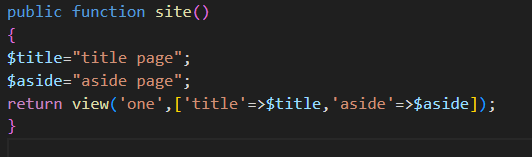 public function site()
{
$title="title page";
$aside="aside page";
return view('one',['title'=>$title,'aside'=>$aside]);
}